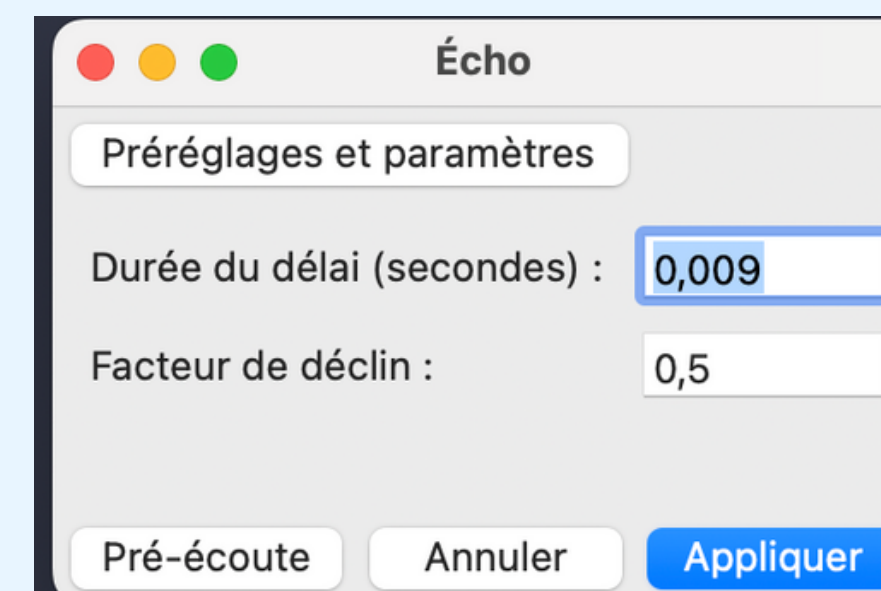 Écho
Préréglages et paramètres
Durée du délai (secondes) : 0,009
Facteur de déclin : 0,5
Pré-écoute Annuler Appliquer